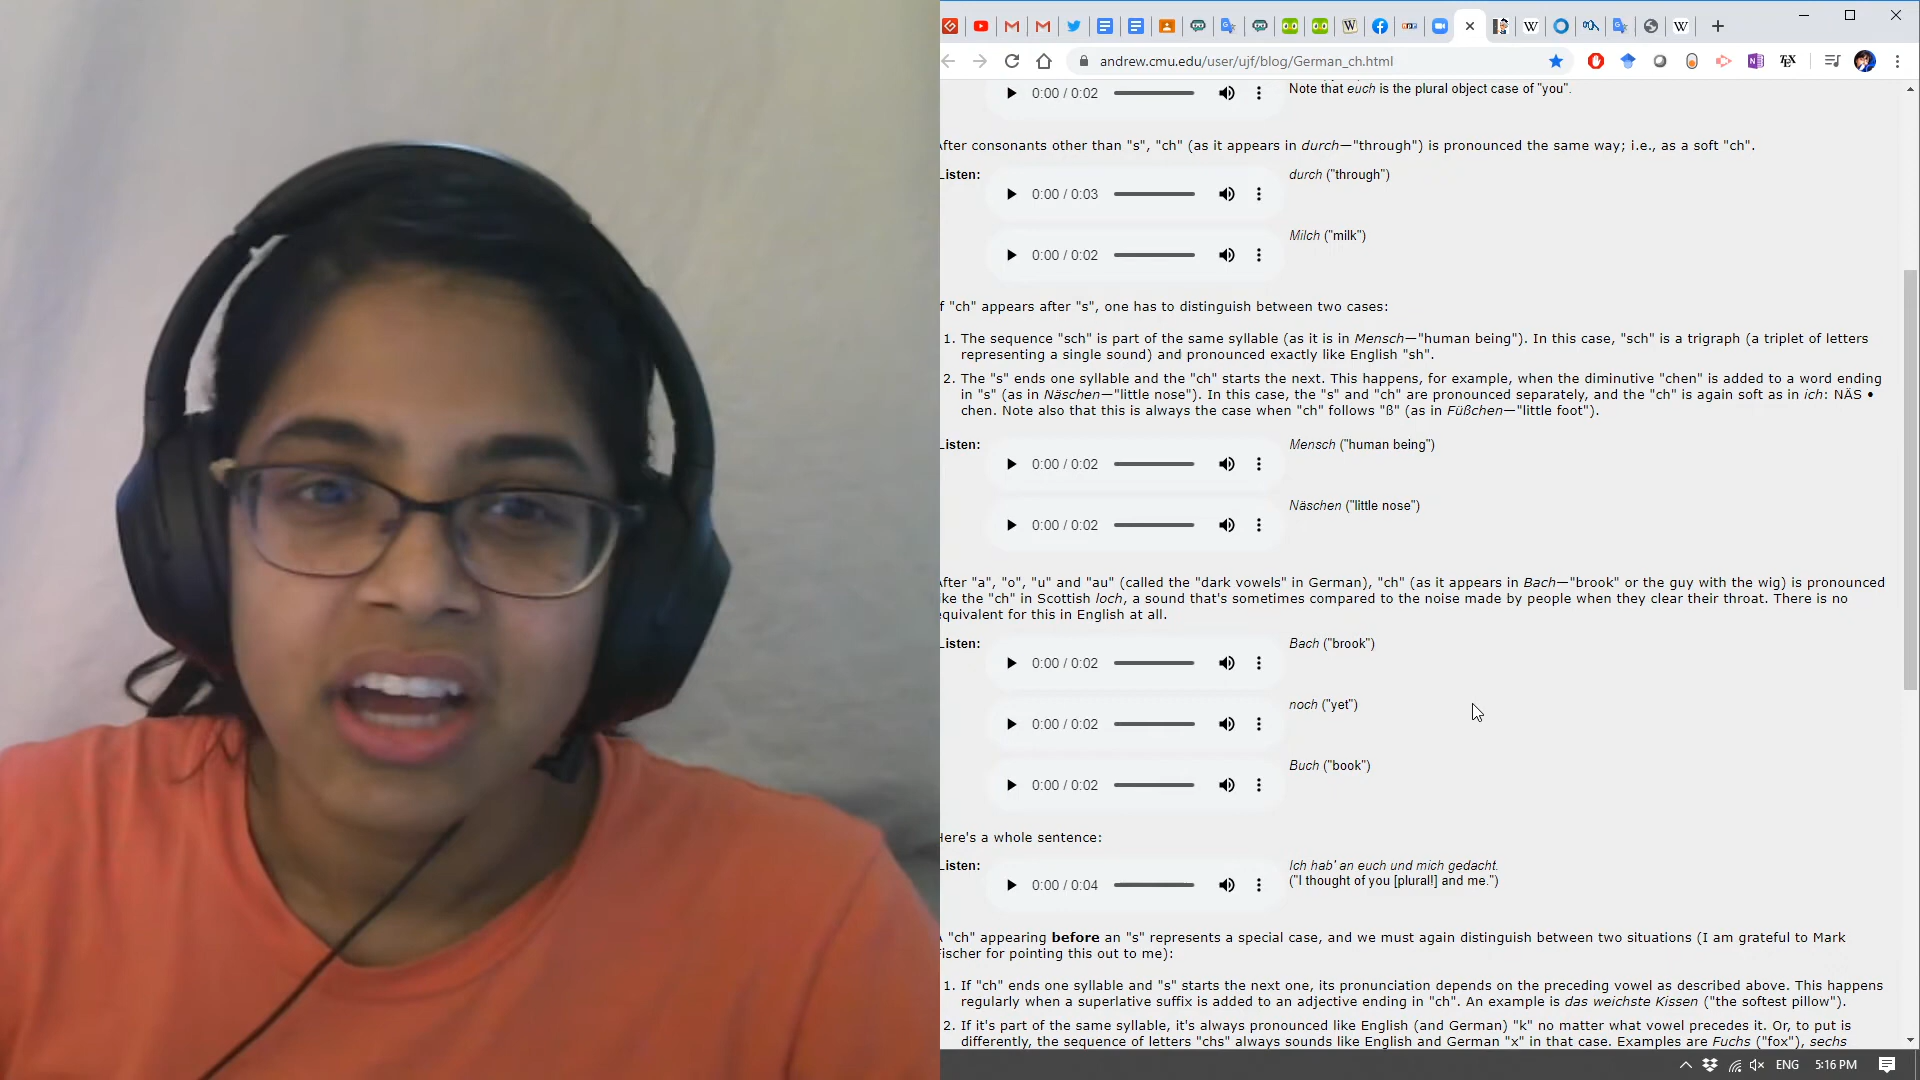 andrew.cmu.edu/user/ujf/blog/German_ch.html
0:00 / 0:02
Note that euch is the plural object case of "you".
fter consonants other than "s", "ch" (as it appears in durch—"through") is pronounced the same way; i.e., as a soft "ch".
Listen:
0:00 / 0:03
durch ("through")
0:00 / 0:02
Milch ("milk")
f "ch" appears after "s", one has to distinguish between two cases:
1. The sequence "sch" is part of the same syllable (as it is in Mensch—"human being"). In this case, "sch" is a trigraph (a triplet of letters
representing a single sound) and pronounced exactly like English "sh".
2. The "s" ends one syllable and the "ch" starts the next. This happens, for example, when the diminutive "chen" is added to a word ending
in "s" (as in Näschen—"little nose"). In this case, the "s" and "ch" are pronounced separately, and the "ch" is again soft as in ich: NÄS •
chen. Note also that this is always the case when "ch" follows "ß" (as in Füßchen—"little foot").
Listen:
0:00 / 0:02
Mensch ("human being")
0:00 / 0:02
Näschen ("little nose")
fter "a", "o", "u" and "au" (called the "dark vowels" in German), "ch" (as it appears in Bach—"brook" or the guy with the wig) is pronounced
ke the "ch" in Scottish loch, a sound that's sometimes compared to the noise made by people when they clear their throat. There is no
equivalent for this in English at all.
Listen:
0:00 / 0:02
Bach ("brook")
0:00 / 0:02
noch ("yet")
0:00 / 0:02
Buch ("book")
Here's a whole sentence:
Listen:
0:00 / 0:04
Ich hab' an euch und mich gedacht.
("I thought of you [plural!] and me.")
"ch" appearing before an "s" represents a special case, and we must again distinguish between two situations (I am grateful to Mark
Fischer for pointing this out to me):
1. If "ch" ends one syllable and "s" starts the next one, its pronunciation depends on the preceding vowel as described above. This happens
regularly when a superlative suffix is added to an adjective ending in "ch". An example is das weichste Kissen ("the softest pillow").
2. If it's part of the same syllable, it's always pronounced like English (and German) "k" no matter what vowel precedes it. Or, to put is
differently, the sequence of letters "chs" always sounds like English and German "x" in that case. Examples are Fuchs ("fox"), sechs
ENG
5:16 PM